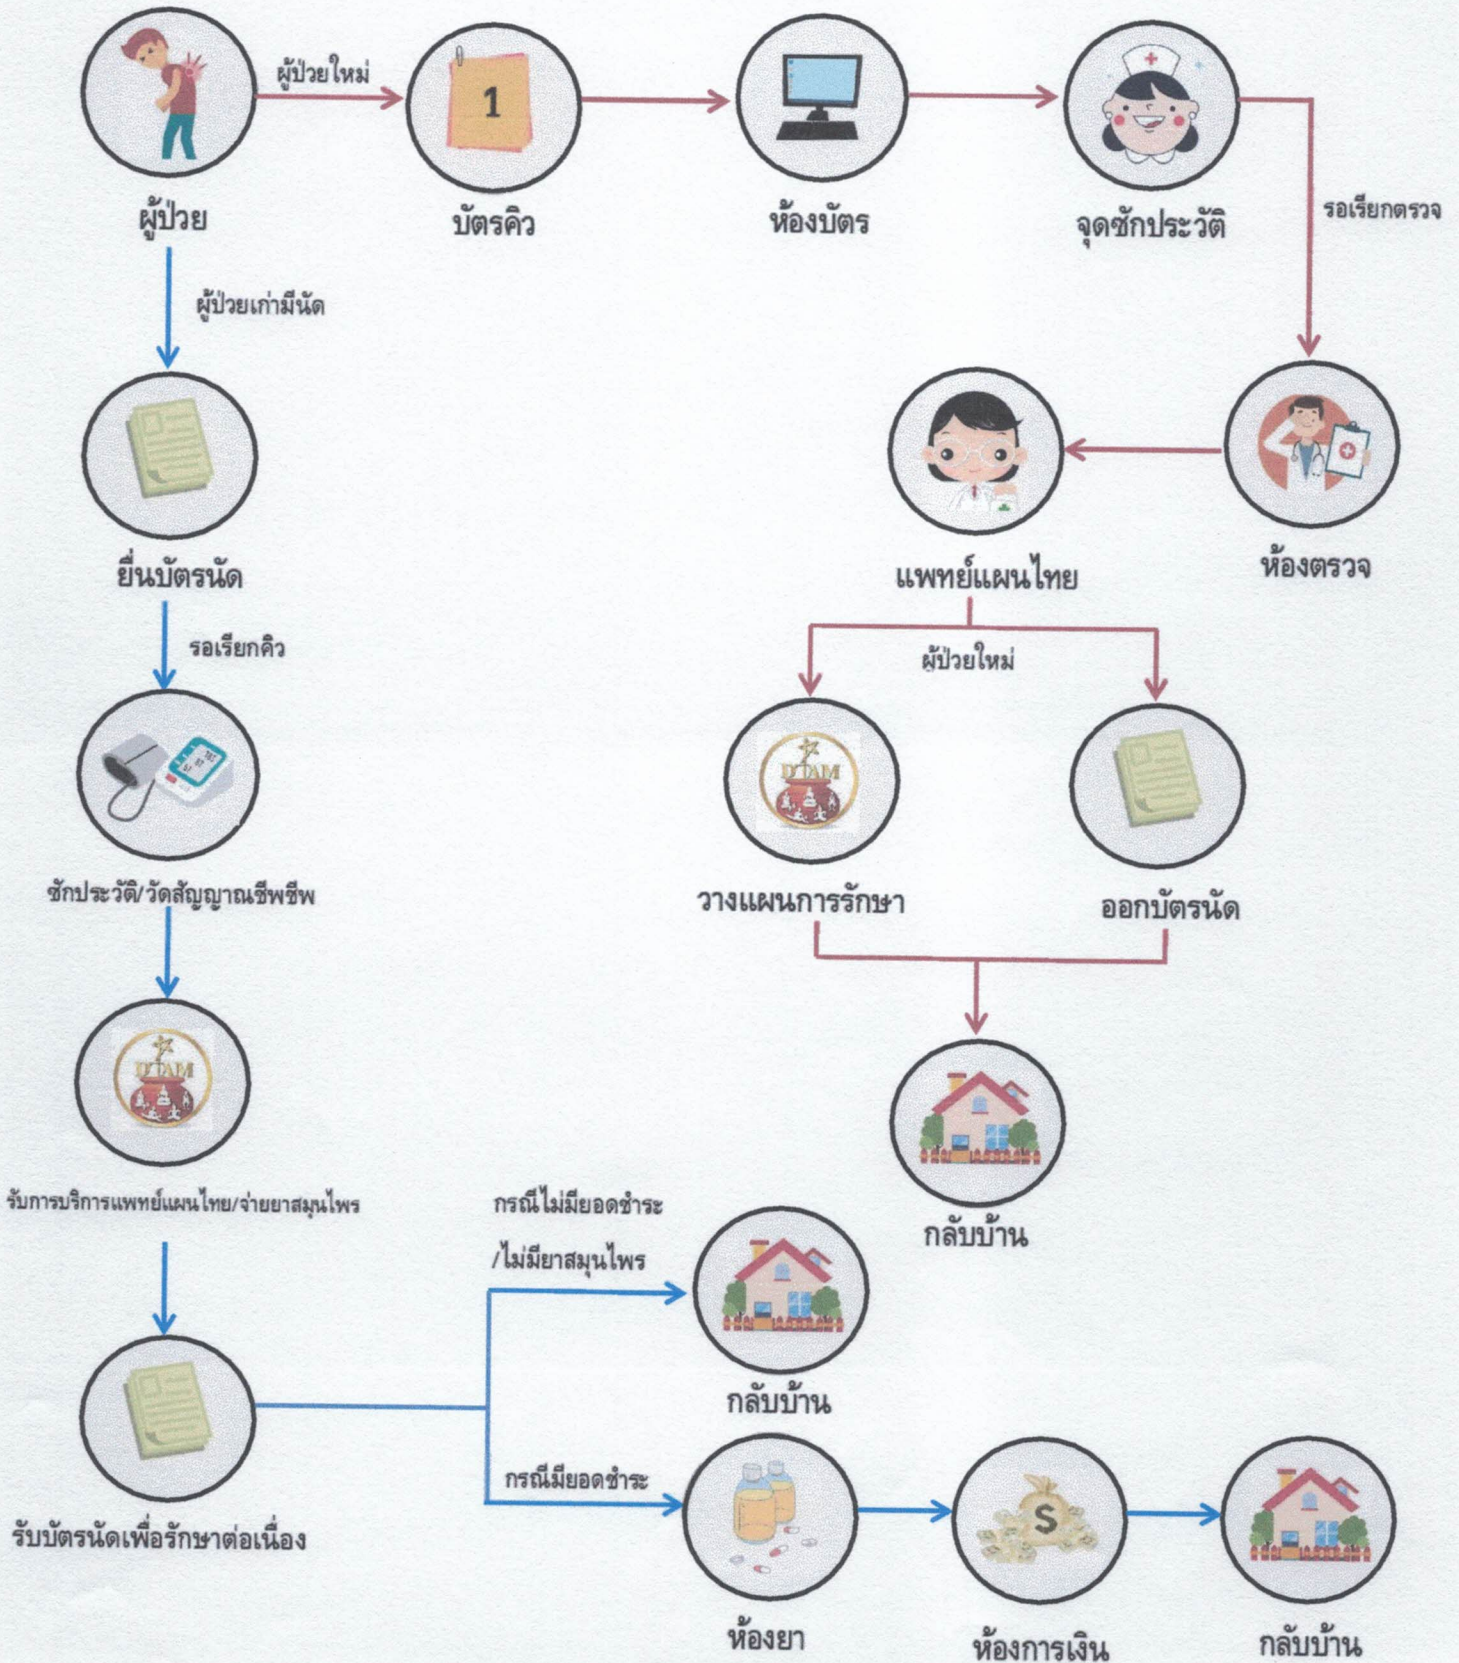 ผู้ป่วยใหม่
1
ผู้ป่วย
บัตรคิว
ห้องบัตร
จุดซักประวัติ
รอเรียกตรวจ
ผู้ป่วยเก่ามีนัด
ยื่นบัตรนัด
แพทย์แผนไทย
ห้องตรวจ
รอเรียกคิว
ผู้ป่วยใหม่
DTAM
ซักประวัติ/วัดสัญญาณชีพชีพ
วางแผนการรักษา
ออกบัตรนัด
DTAM
รับการบริการแพทย์แผนไทย/จ่ายยาสมุนไพร
กรณีไม่มียอดชำระ
/ไม่มียาสมุนไพร
กลับบ้าน
กลับบ้าน
กรณีมียอดชำระ
รับบัตรนัดเพื่อรักษาต่อเนื่อง
$
ห้องยา
ห้องการเงิน
กลับบ้าน